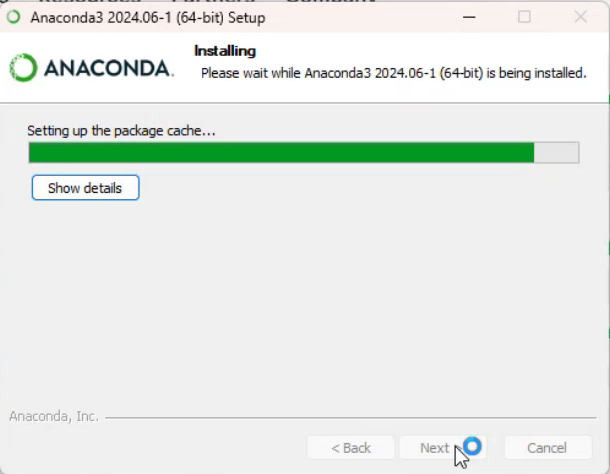 Anaconda3 2024.06-1 (64-bit) Setup
Installing
ANACONDA.
Please wait while Anaconda3 2024.06-1 (64-bit) is being installed.
Setting up the package cache...
Show details
Anaconda, Inc.
< Back Next Cancel